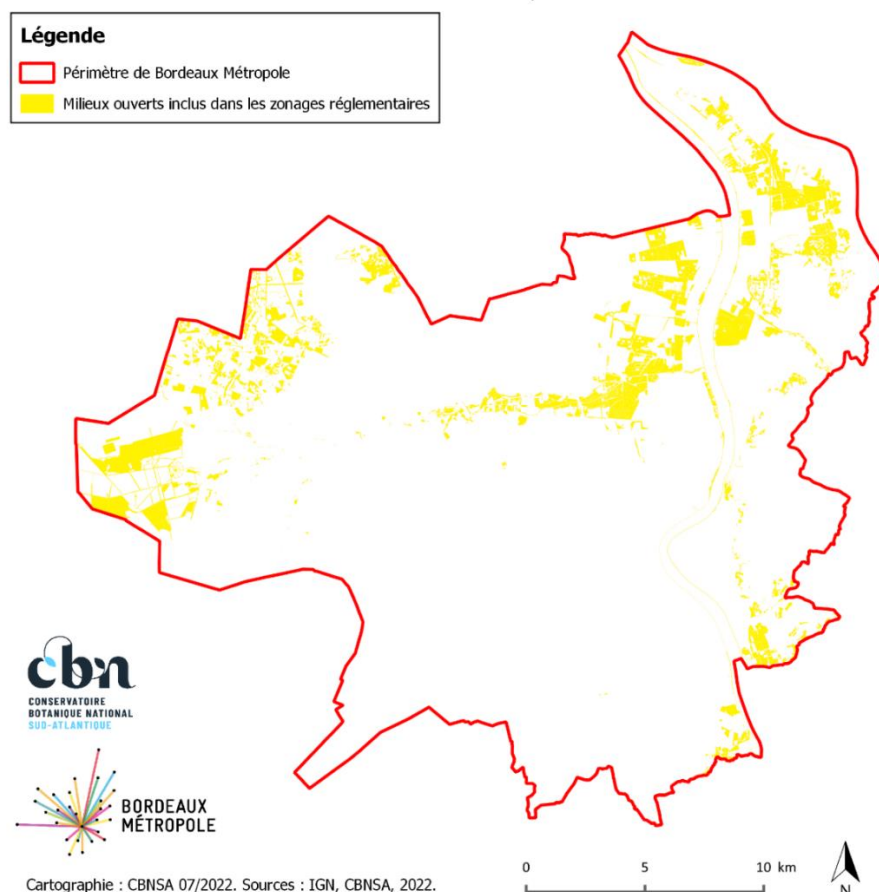 Légende
Périmètre de Bordeaux Métropole
Milieux ouverts inclus dans les zonages réglementaires
cbn
CONSERVATOIRE
BOTANIQUE NATIONAL
SUD-ATLANTIQUE
BORDEAUX
MÉTROPOLE
Cartographie : CBNSA 07/2022. Sources : IGN, CBNSA, 2022.
0 5 10 km
N